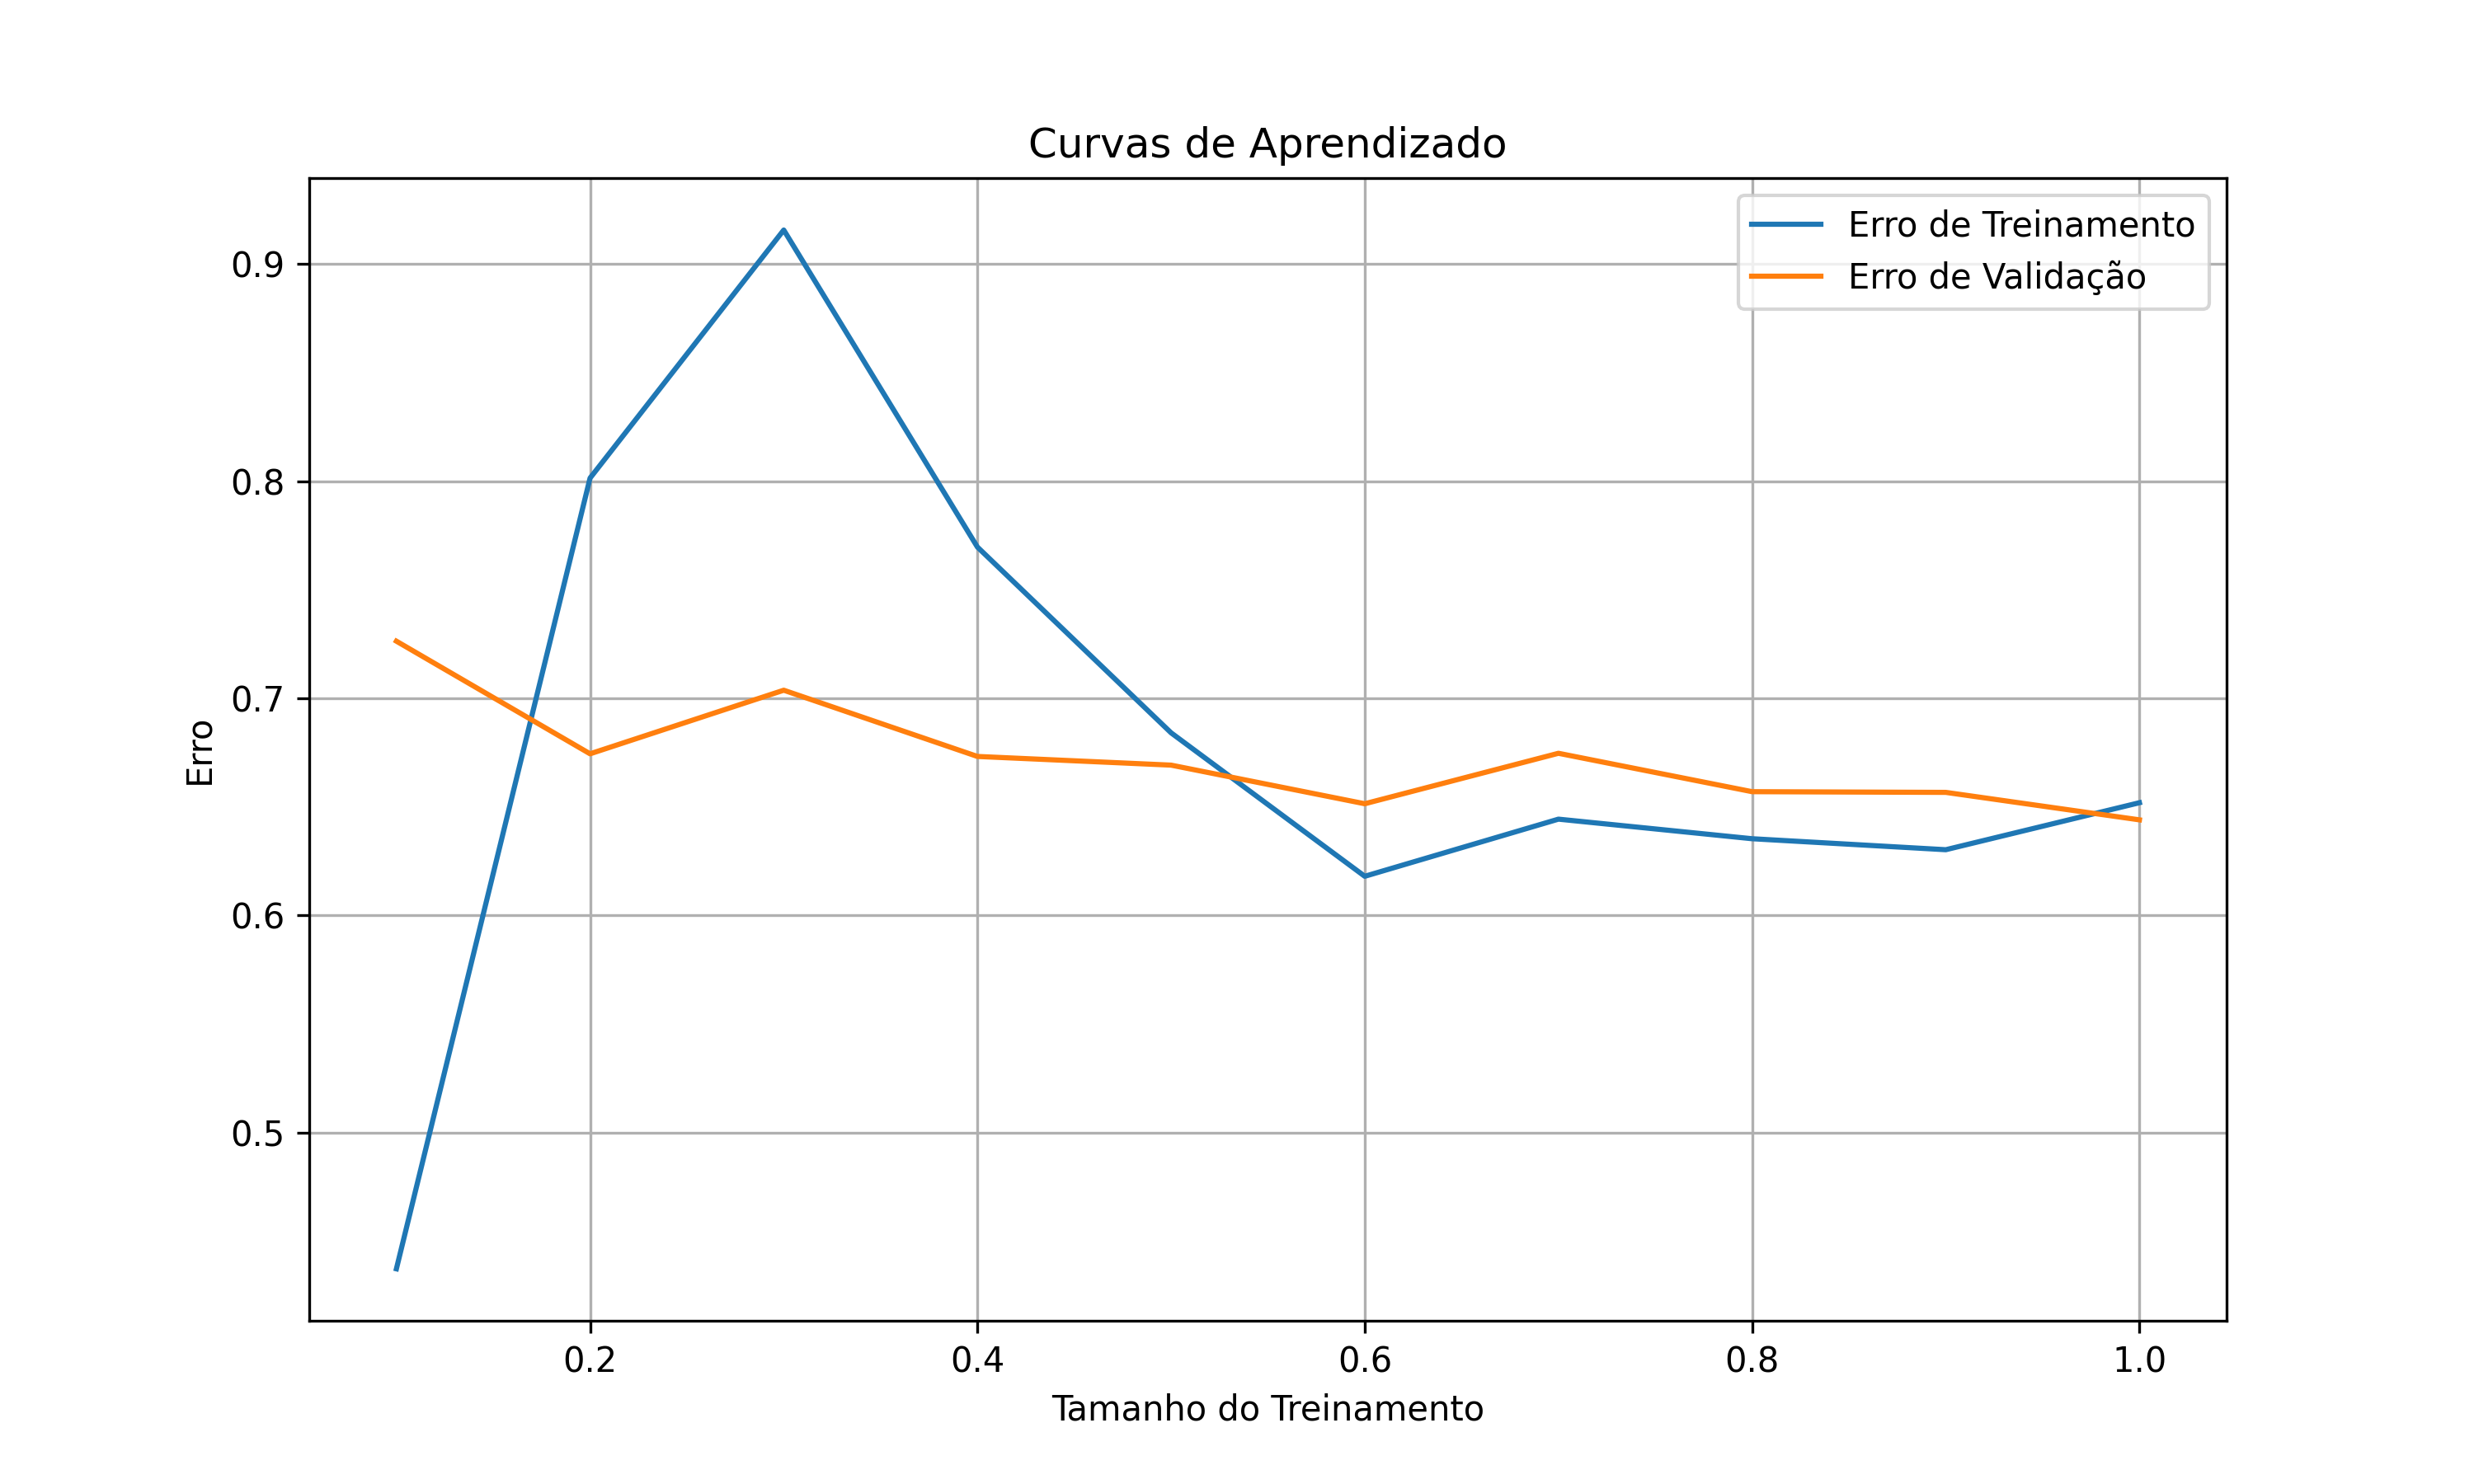 Curvas de Aprendizado
Erro de Treinamento
Erro de Validação
0.9
0.8
0.7
0.6
0.5
Erro
0.2
0.4
0.6
0.8
1.0
Tamanho do Treinamento